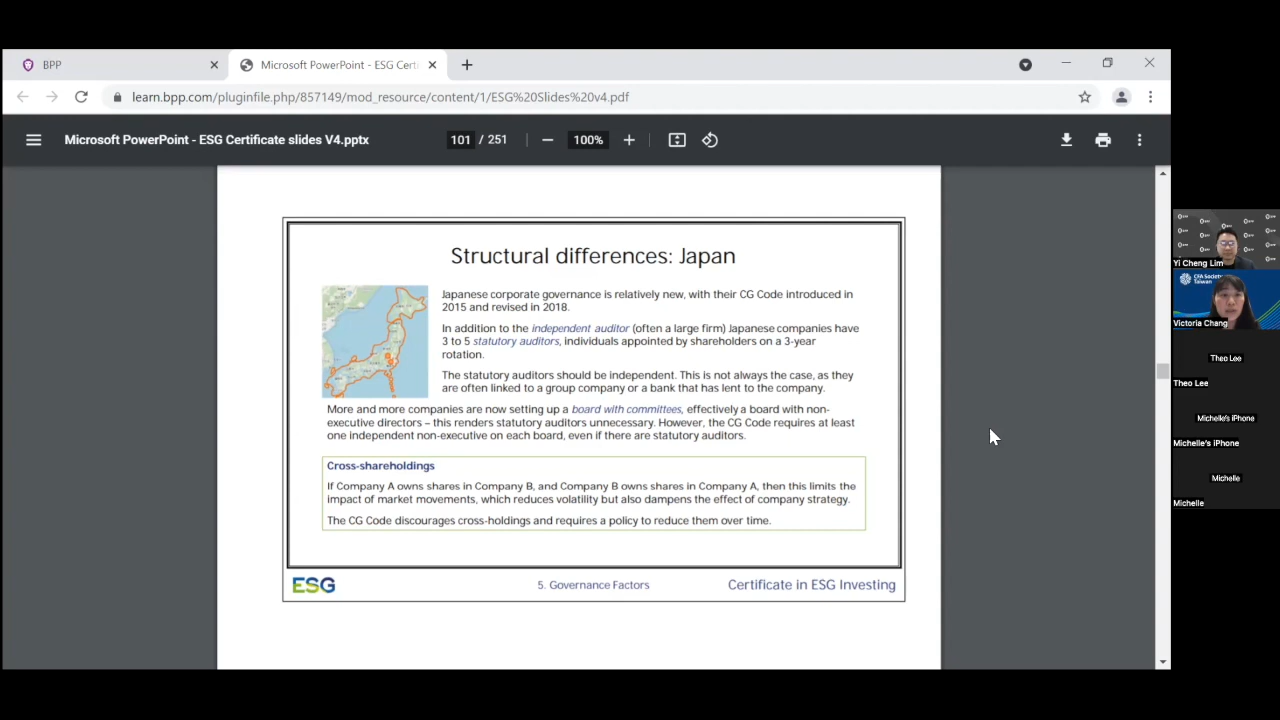 BPP
Microsoft PowerPoint - ESG Certi
learn.bpp.com/pluginfile.php/857149/mod_resource/content/1/ESG%20Slides%20v4.pdf
Microsoft PowerPoint - ESG Certificate slides V4.pptx
101 / 251
100%
Structural differences: Japan
Japanese corporate governance is relatively new, with their CG Code introduced in
2015 and revised in 2018.
In addition to the independent auditor (often a large firm) Japanese companies have
3 to 5 statutory auditors, individuals appointed by shareholders on a 3-year
rotation.
The statutory auditors should be independent. This is not always the case, as they
are often linked to a group company or a bank that has lent to the company.
More and more companies are now setting up a board with committees, effectively a board with non-
executive directors – this renders statutory auditors unnecessary. However, the CG Code requires at least
one independent non-executive on each board, even if there are statutory auditors.
Cross-shareholdings
If Company A owns shares in Company B, and Company B owns shares in Company A, then this limits the
impact of market movements, which reduces volatility but also dampens the effect of company strategy.
The CG Code discourages cross-holdings and requires a policy to reduce them over time.
ESG
5. Governance Factors
Certificate in ESG Investing
Yi Cheng Lim
CFA Society
Taiwan
Victoria Chang
Theo Lee
Theo Lee
Michelle's iPhone
Michelle's iPhone
Michelle
Michelle